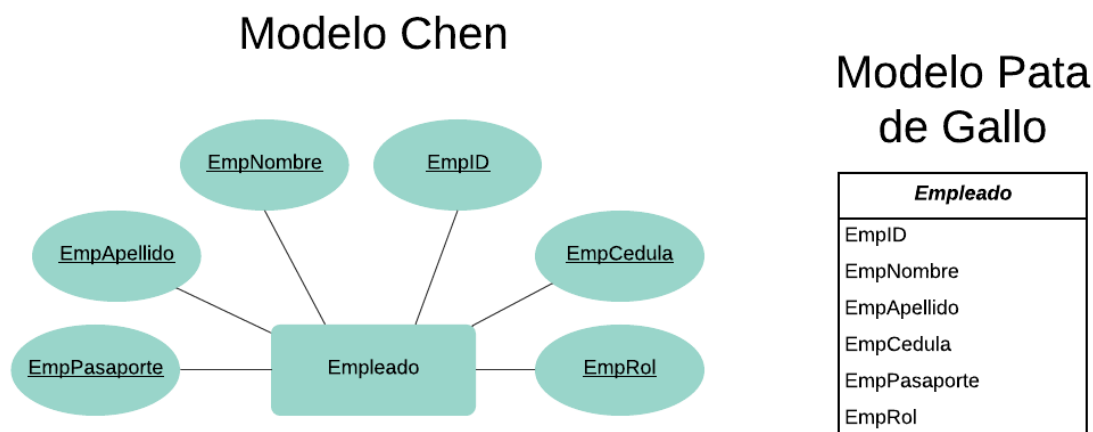 Modelo Chen
EmpNombre
EmpID
EmpApellido
EmpCedula
EmpPasaporte
Empleado
EmpRol
Modelo Pata
de Gallo
Empleado
EmpID
EmpNombre
EmpApellido
EmpCedula
EmpPasaporte
EmpRol